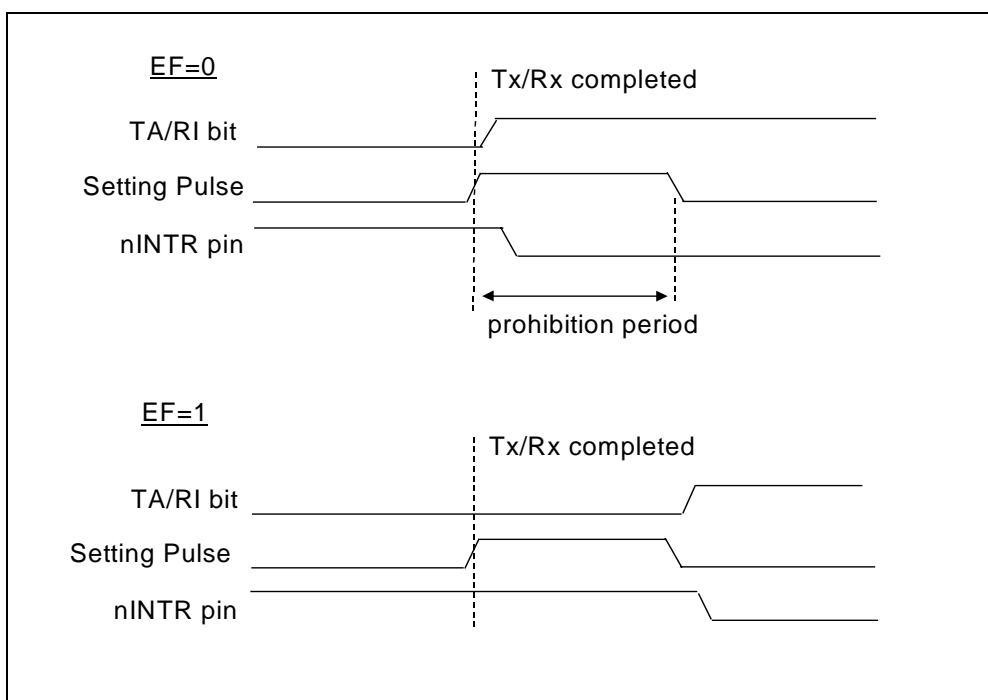 EF=0
Tx/Rx completed
TA/RI bit
Setting Pulse
nINTR pin
prohibition period
EF=1
Tx/Rx completed
TA/RI bit
Setting Pulse
nINTR pin